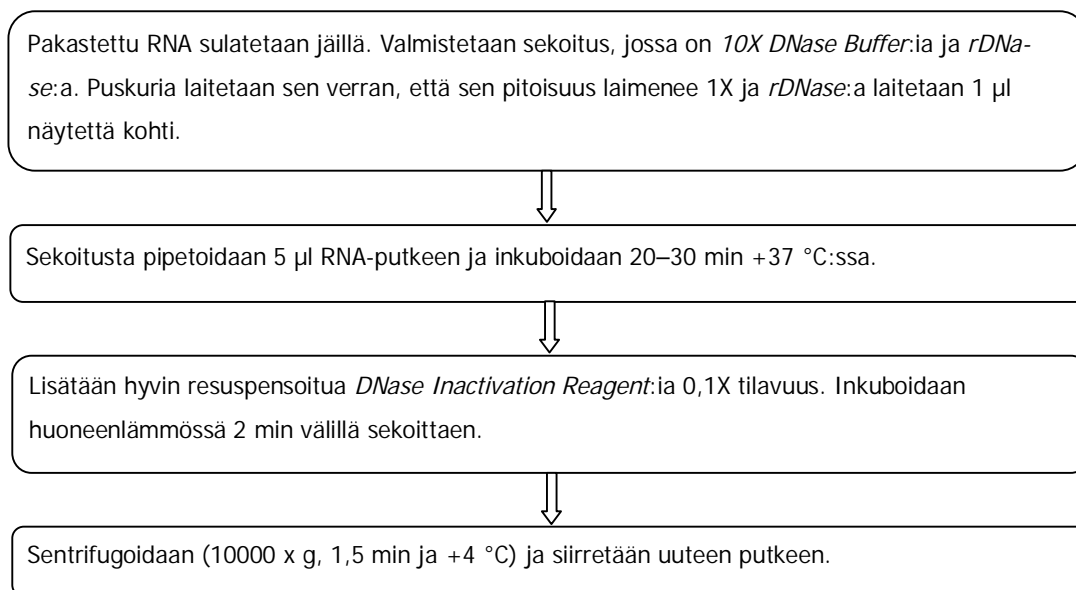 Pakastettu RNA sulatetaan jäillä. Valmistetaan sekoitus, jossa on 10X DNase Buffer:ia ja rDNa-
se:a. Puskuria laitetaan sen verran, että sen pitoisuus laimenee 1X ja rDNase:a laitetaan 1 µl
näytettä kohti.
Sekoitusta pipetoidaan 5 µl RNA-putkeen ja inkuboidaan 20–30 min +37 °C:ssa.
Lisätään hyvin resuspensoitua DNase Inactivation Reagent:ia 0,1X tilavuus. Inkuboidaan
huoneenlämmössä 2 min välillä sekoittaen.
Sentrifugoidaan (10000 x g, 1,5 min ja +4 °C) ja siirretään uuteen putkeen.